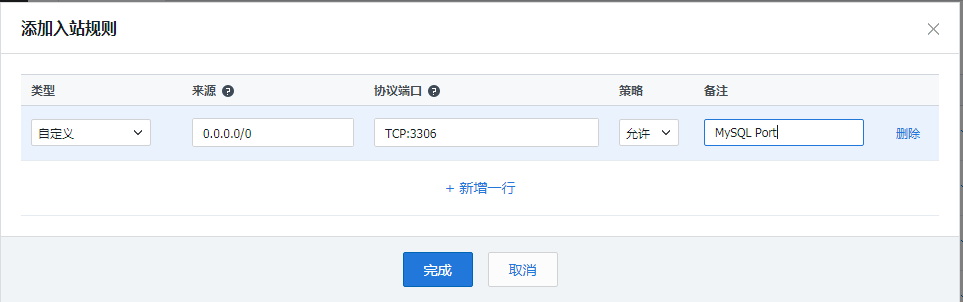 添加入站规则
类型 来源 协议端口 策略 备注
自定义 0.0.0.0/0 TCP:3306 允许 MySQL Port 删除
+ 新增一行
完成 取消